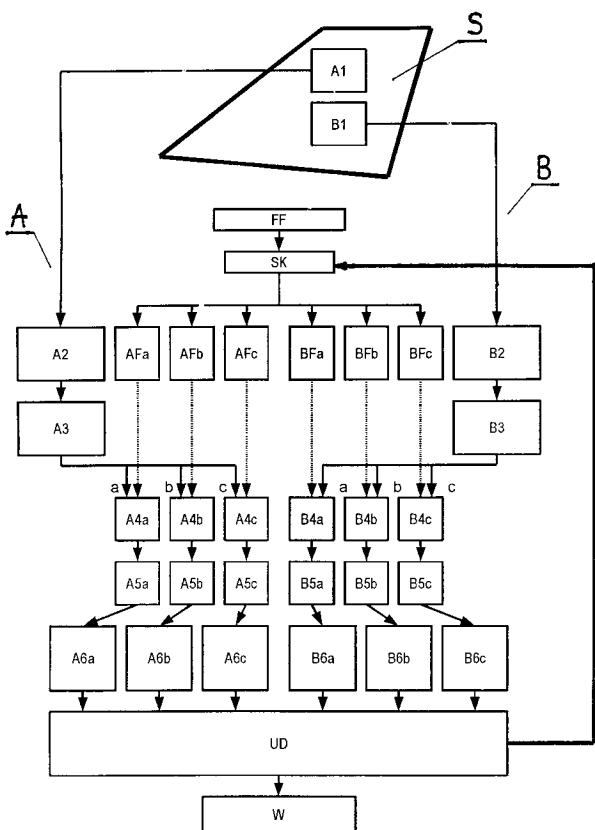 S
A1
B1
A
B
FF
SK
A2 AFa AFb AFc BFa BFb BFc B2
A3 B3
a b c a b c
A4a A4b A4c B4a B4b B4c
A5a A5b A5c B5a B5b B5c
A6a A6b A6c B6a B6b B6c
UD
W